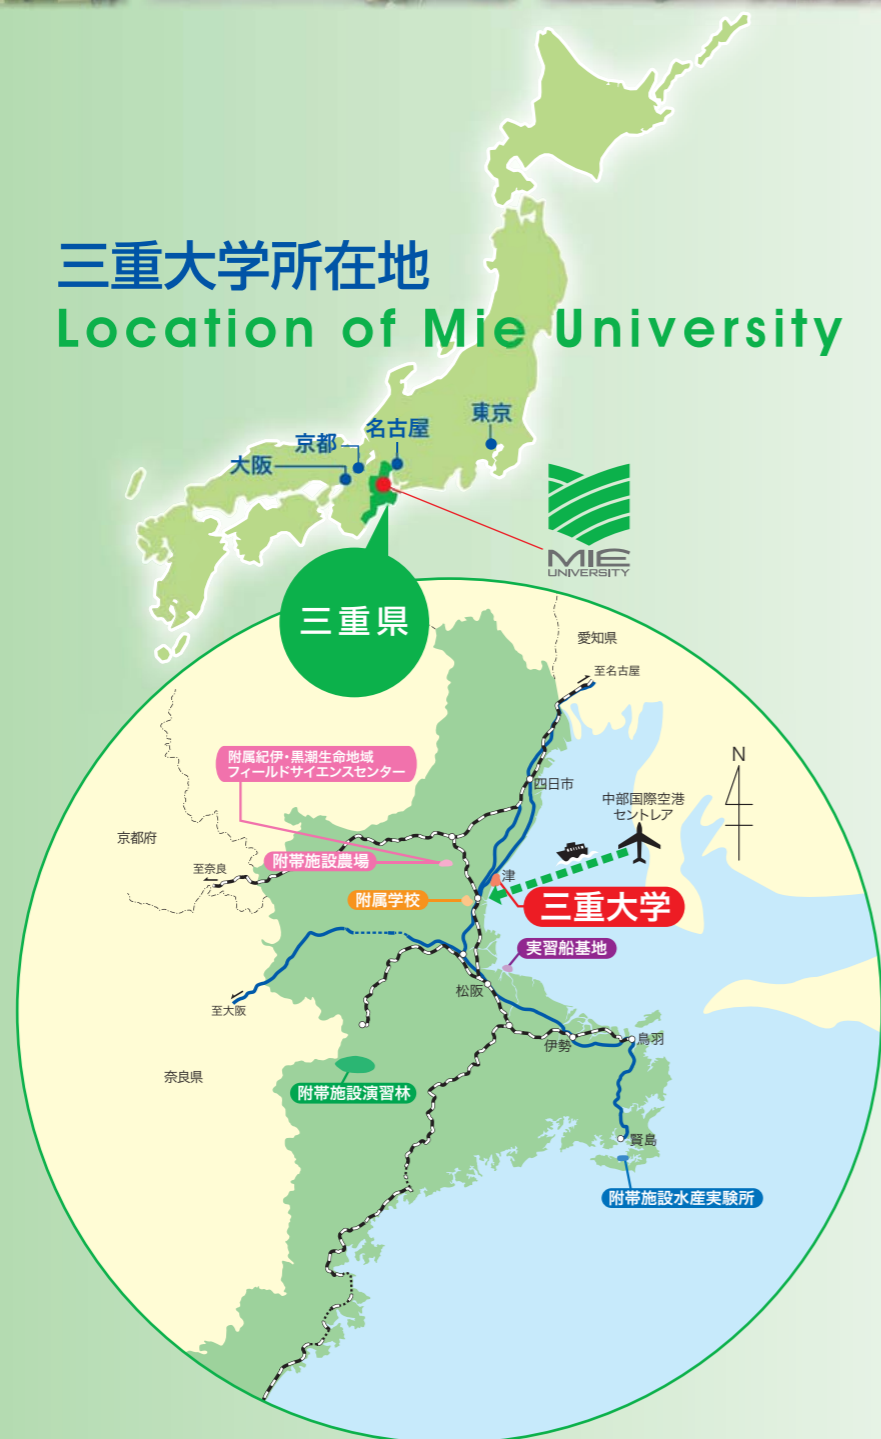 三重大学所在地
Location of Mie University
東京
名古屋
京都
大阪
MIE
UNIVERSITY
三重県
愛知県
至名古屋
附属紀伊・黒潮生命地域
フィールドサイエンスセンター
N
四日市
中部国際空港
セントレア
京都府
附帯施設農場
至奈良
津
附属学校
三重大学
実習船基地
松阪
至大阪
伊勢
鳥羽
奈良県
附帯施設演習林
賢島
附帯施設水産実験所